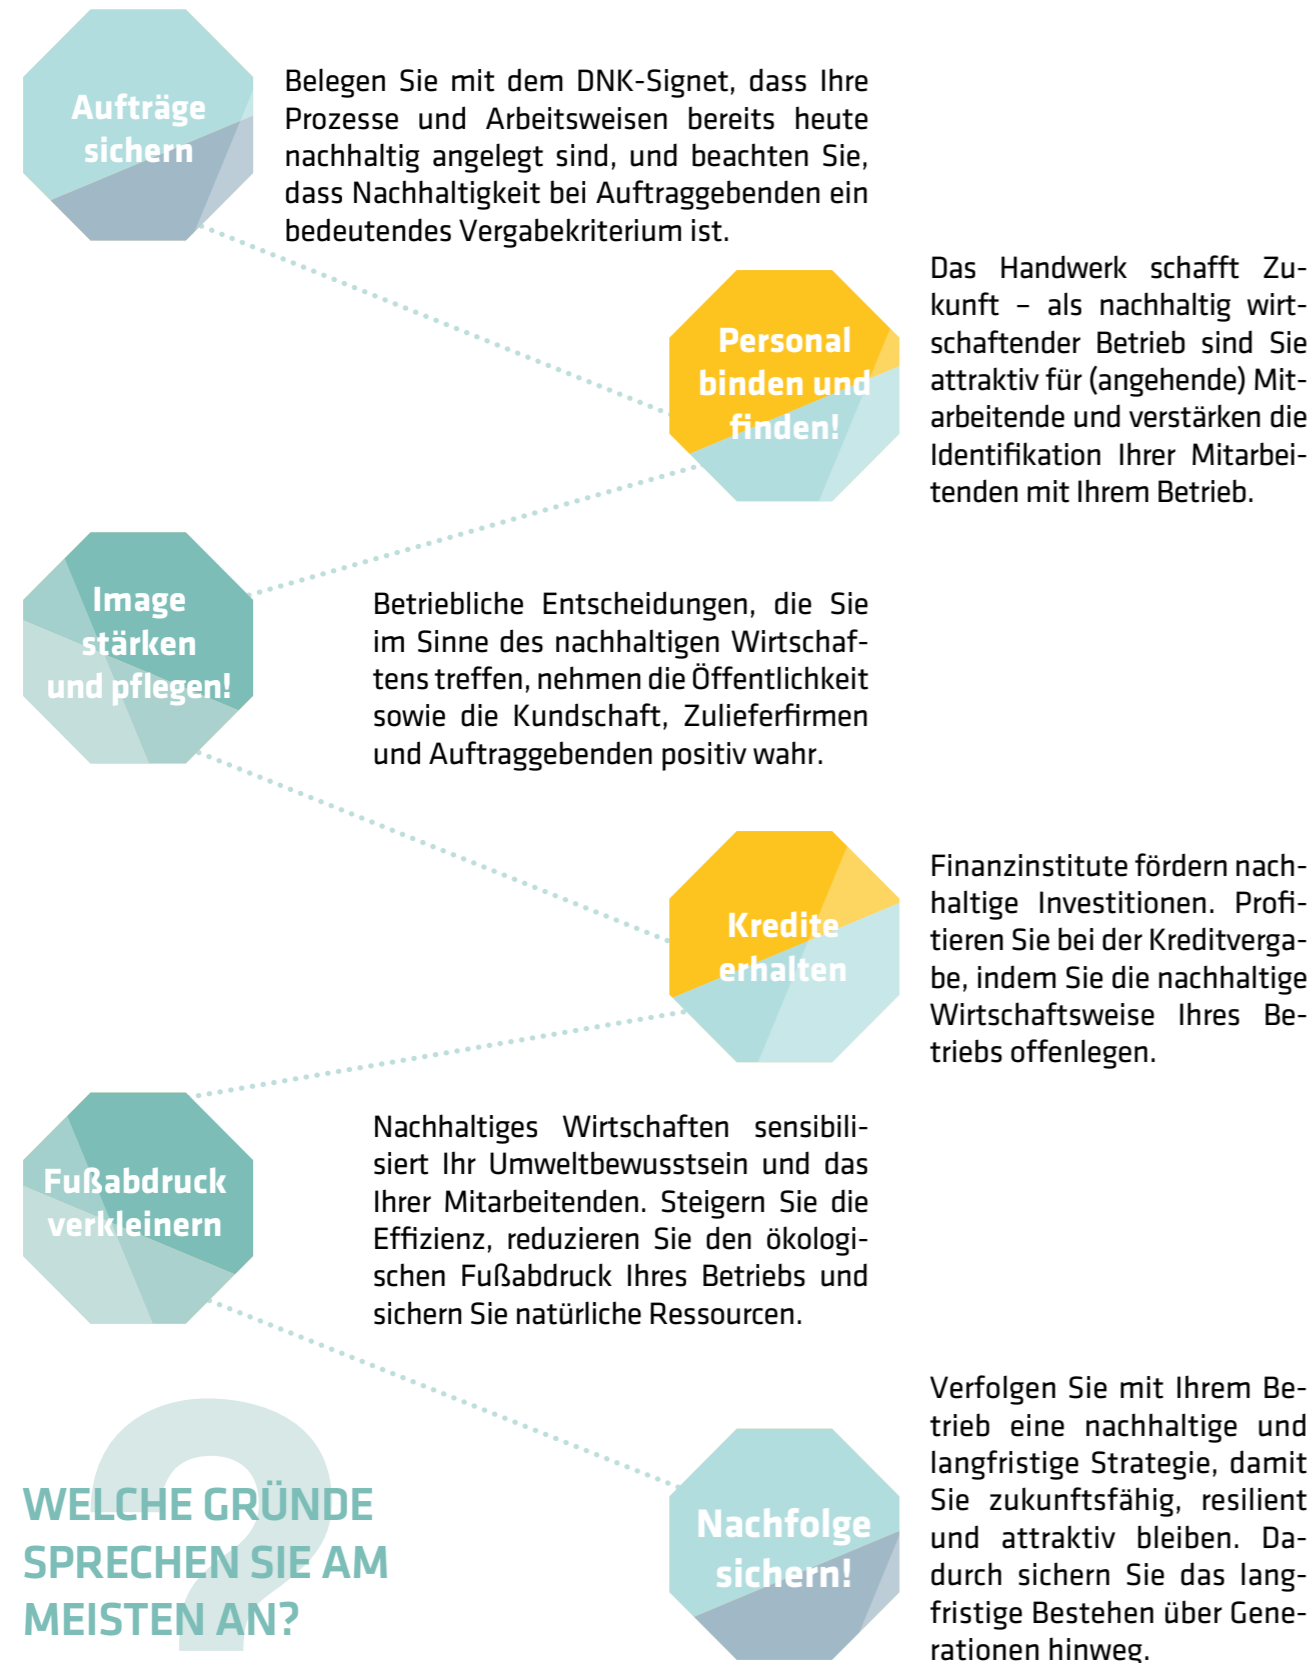 Aufträge
sichern
Belegen Sie mit dem DNK-Signet, dass Ihre
Prozesse und Arbeitsweisen bereits heute
nachhaltig angelegt sind, und beachten Sie,
dass Nachhaltigkeit bei Auftraggebenden ein
bedeutendes Vergabekriterium ist.
Personal
binden und
finden!
Das Handwerk schafft Zu-
kunft – als nachhaltig wirt-
schaftender Betrieb sind Sie
attraktiv für (angehende) Mit-
arbeitende und verstärken die
Identifikation Ihrer Mitarbei-
tenden mit Ihrem Betrieb.
Image
stärken
und pflegen!
Betriebliche Entscheidungen, die Sie
im Sinne des nachhaltigen Wirtschaf-
tens treffen, nehmen die Öffentlichkeit
sowie die Kundschaft, Zulieferfirmen
und Auftraggebenden positiv wahr.
Kredite
erhalten
Finanzinstitute fördern nach-
haltige Investitionen. Profi-
tieren Sie bei der Kreditverga-
be, indem Sie die nachhaltige
Wirtschaftsweise Ihres Be-
triebs offenlegen.
Fußabdruck
verkleinern
Nachhaltiges Wirtschaften sensibili-
siert Ihr Umweltbewusstsein und das
Ihrer Mitarbeitenden. Steigern Sie die
Effizienz, reduzieren Sie den ökologi-
schen Fußabdruck Ihres Betriebs und
sichern Sie natürliche Ressourcen.
Nachfolge
sichern!
Verfolgen Sie mit Ihrem Be-
trieb eine nachhaltige und
langfristige Strategie, damit
Sie zukunftsfähig, resilient
und attraktiv bleiben. Da-
durch sichern Sie das lang-
fristige Bestehen über Gene-
rationen hinweg.
?
WELCHE GRÜNDE
SPRECHEN SIE AM
MEISTEN AN?